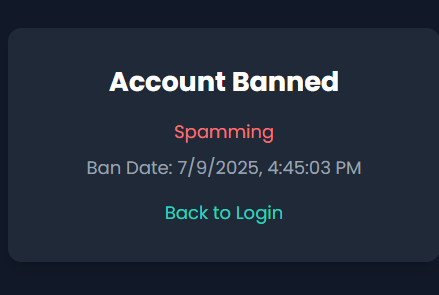 Account Banned
Spamming
Ban Date: 7/9/2025, 4:45:03 PM
Back to Login